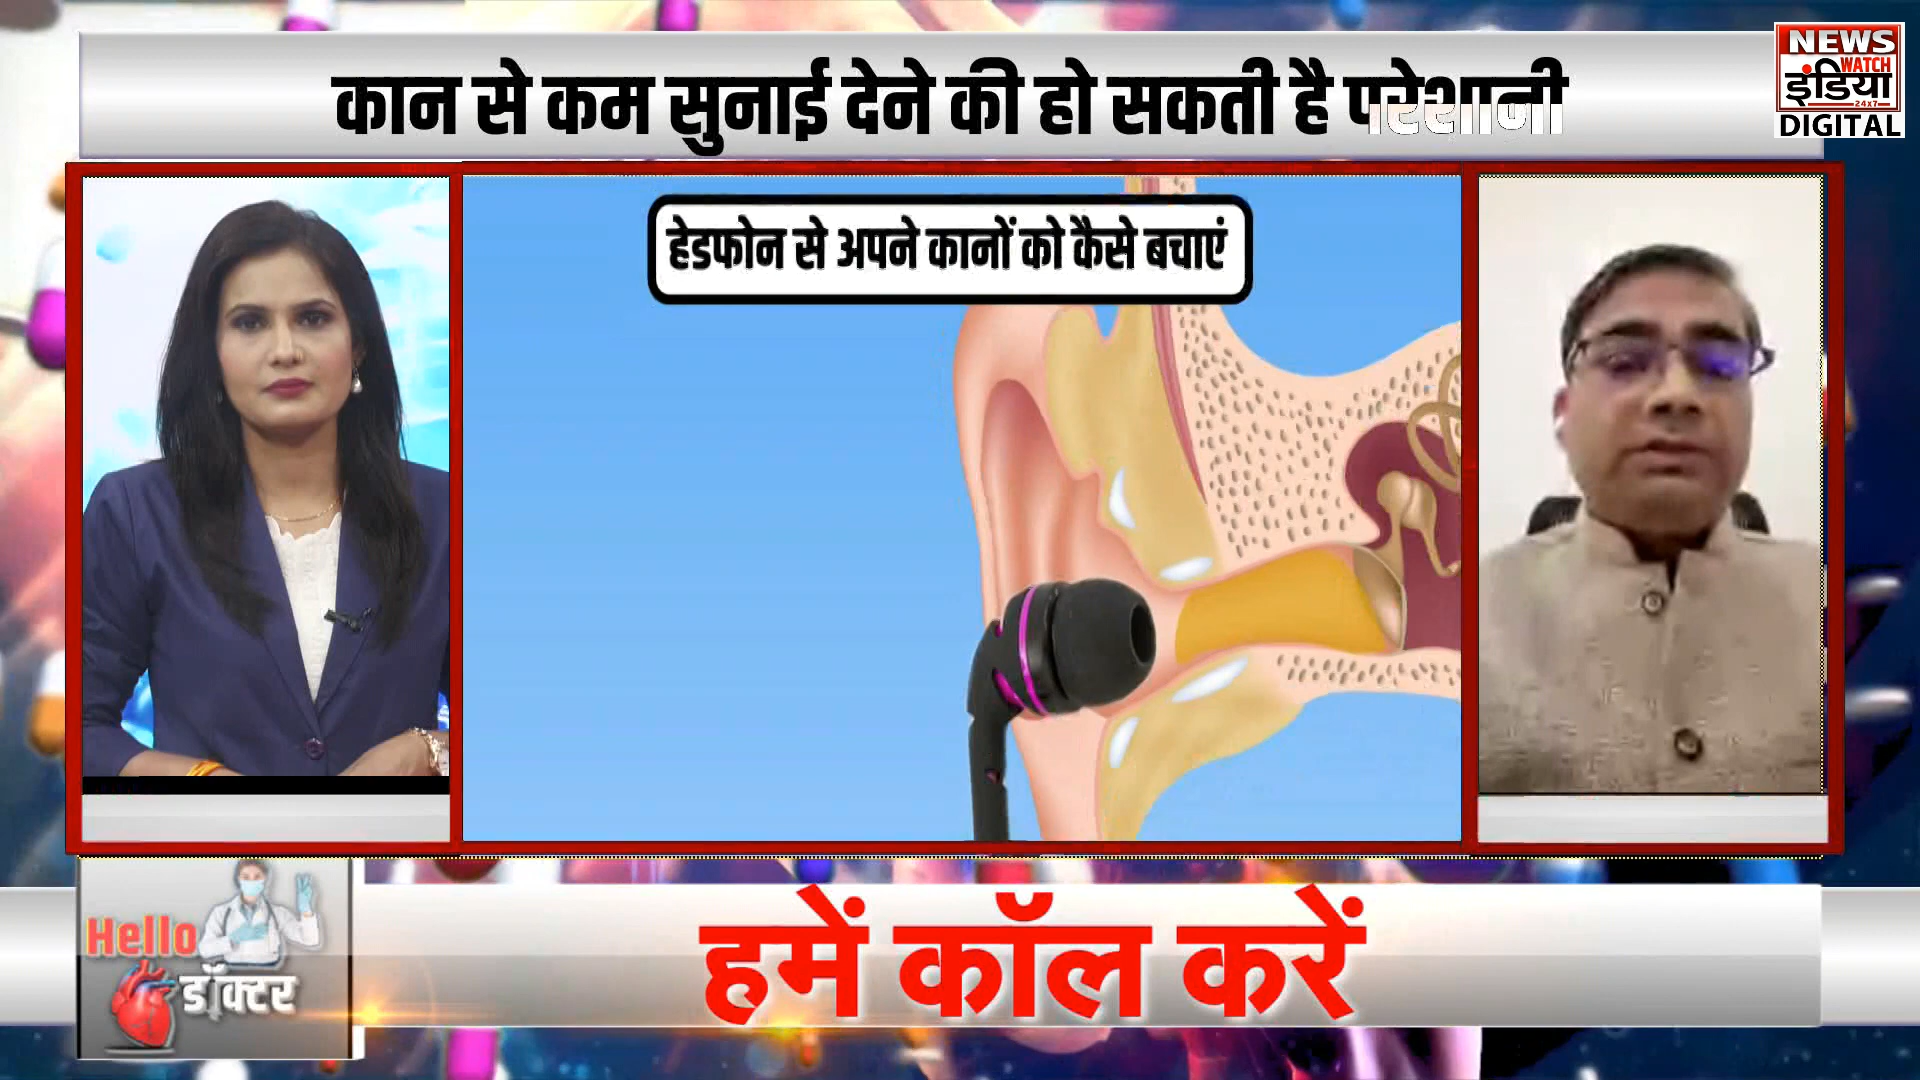 कान से कम सुनाई देने की हो सकती है परेशानी
NEWS
WATCH
इंडिया
24x7
DIGITAL
हेडफोन से अपने कानों को कैसे बचाएं
Hello
डॉक्टर
हमें कॉल करें